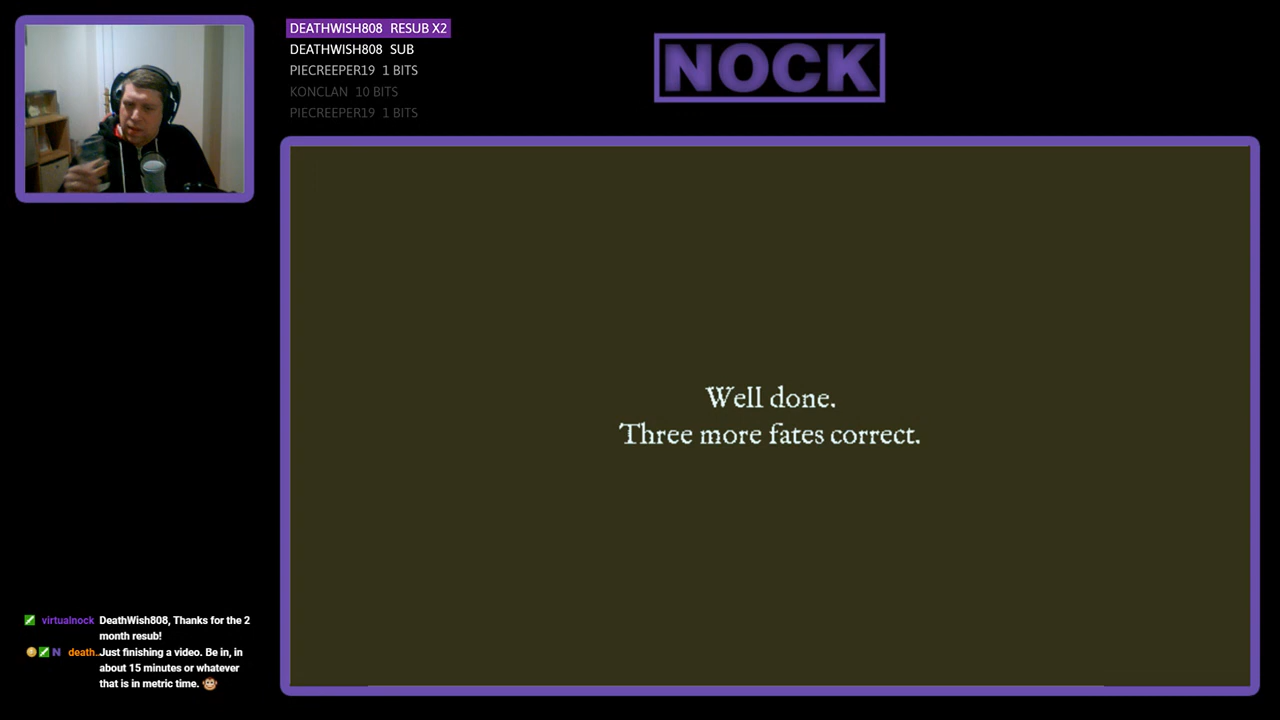 DEATHWISH808 RESUB X2
DEATHWISH808 SUB
PIECREEPER19 1 BITS
KONCLAN 10 BITS
PIECREEPER19 1 BITS
NOCK
Well done.
Three more fates correct.
virtualnock DeathWish808, Thanks for the 2
month resub!
N death..Just finishing a video. Be in, in
about 15 minutes or whatever
that is in metric time.